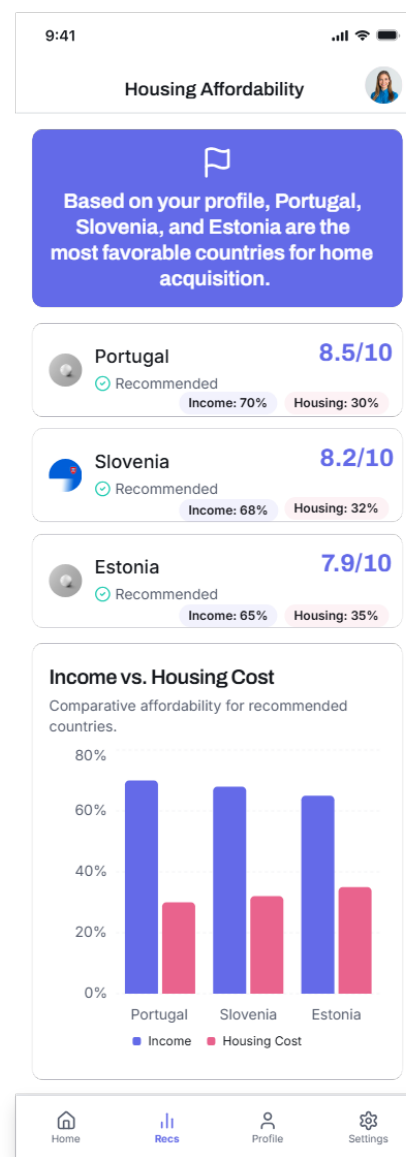 9:41
Housing Affordability
Based on your profile, Portugal,
Slovenia, and Estonia are the
most favorable countries for home
acquisition.
Portugal
8.5/10
Recommended
Income: 70%
Housing: 30%
Slovenia
8.2/10
Recommended
Income: 68%
Housing: 32%
Estonia
7.9/10
Recommended
Income: 65%
Housing: 35%
Income vs. Housing Cost
Comparative affordability for recommended
countries.
80%
60%
40%
20%
0%
Portugal Slovenia Estonia
Income Housing Cost
Home Recs Profile Settings